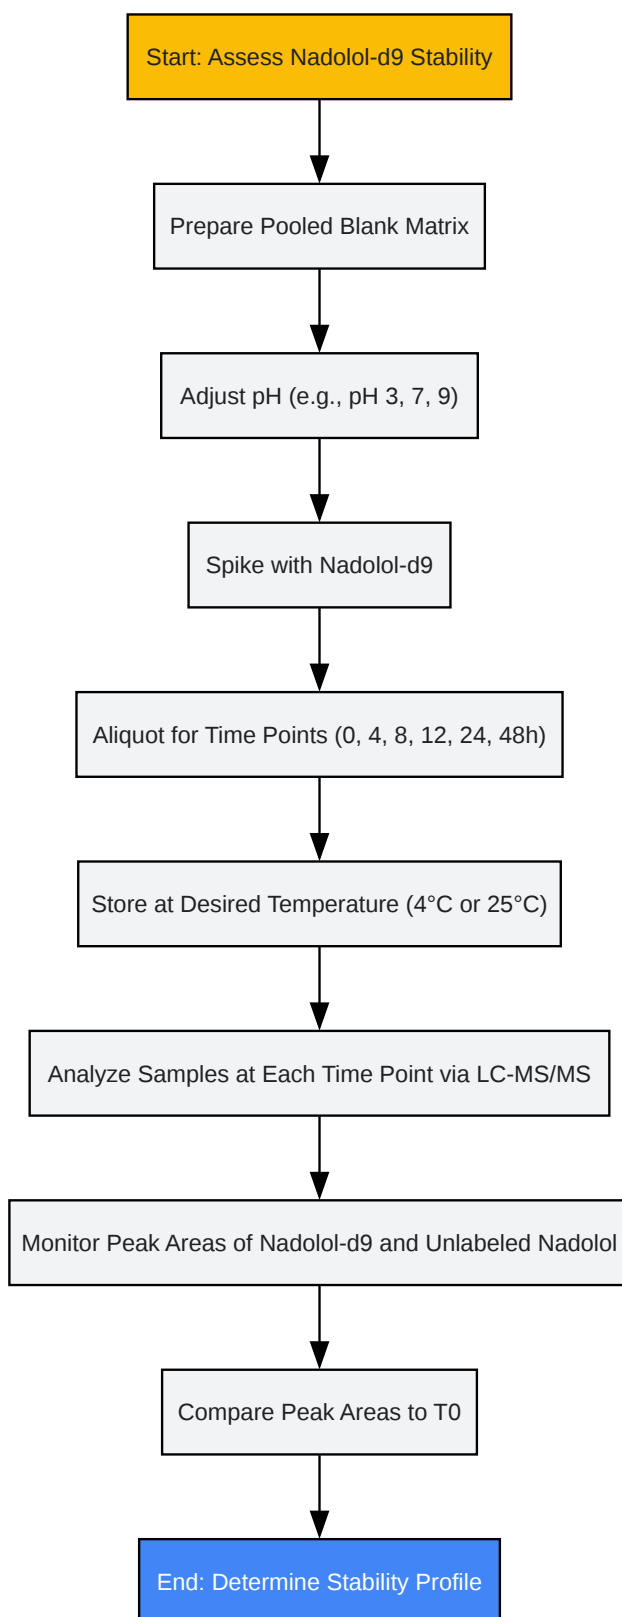 Start: Assess Nadolol-d9 Stability
Prepare Pooled Blank Matrix
Adjust pH (e.g., pH 3, 7, 9)
Spike with Nadolol-d9
Aliquot for Time Points (0, 4, 8, 12, 24, 48h)
Store at Desired Temperature (4°C or 25°C)
Analyze Samples at Each Time Point via LC-MS/MS
Monitor Peak Areas of Nadolol-d9 and Unlabeled Nadolol
Compare Peak Areas to T0
End: Determine Stability Profile